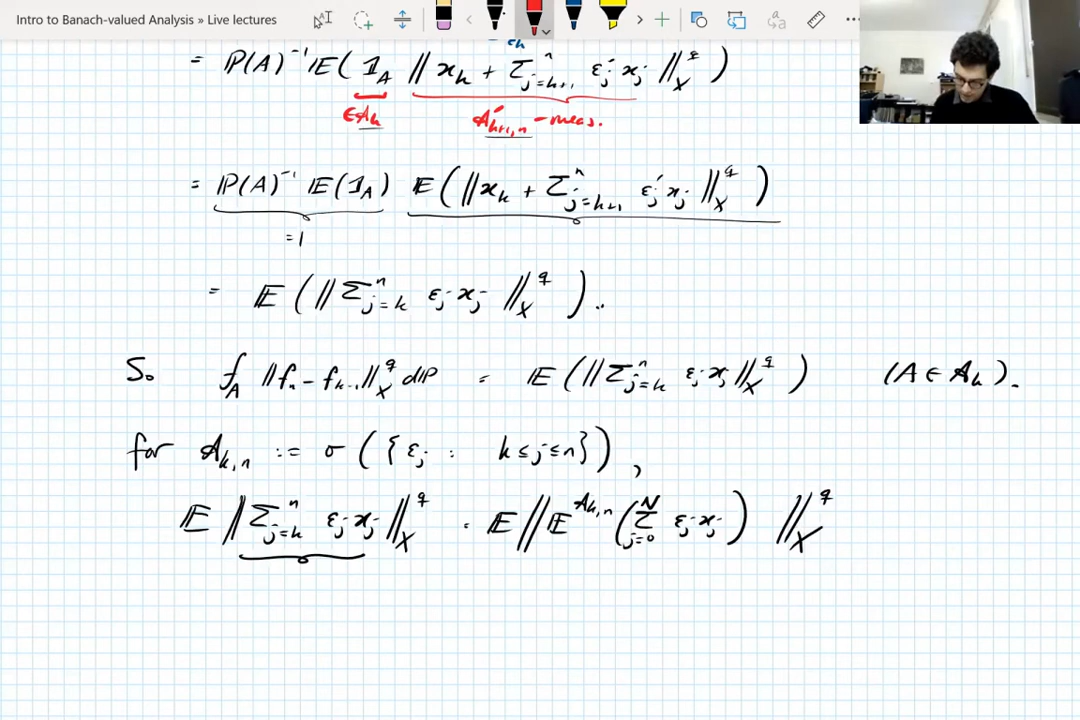 Intro to Banach-valued Analysis » Live lectures
= ℙ(A)⁻¹ 𝔼( 𝟙_A ‖ x_k + Σ_{j=k+1}^n ε_j' x_j ‖_X^q )
∈ 𝒜_k 𝒜'_{k+1,n} - meas.
= ℙ(A)⁻¹ 𝔼(𝟙_A) 𝔼( ‖ x_k + Σ_{j=k+1}^n ε_j' x_j ‖_X^q )
= 1
= 𝔼( ‖ Σ_{j=k}^n ε_j x_j ‖_X^q ).
So ⨍_A ‖ f_n - f_{k-1} ‖_X^q dℙ = 𝔼( ‖ Σ_{j=k}^n ε_j x_j ‖_X^q ) (A ∈ 𝒜_k).
for 𝒜_{k,n} := σ( { ε_j : k ≤ j ≤ n } ),
𝔼 ‖ Σ_{j=k}^n ε_j x_j ‖_X^q = 𝔼 ‖ 𝔼^{𝒜_{k,n}} ( Σ_{j=0}^N ε_j x_j ) ‖_X^q